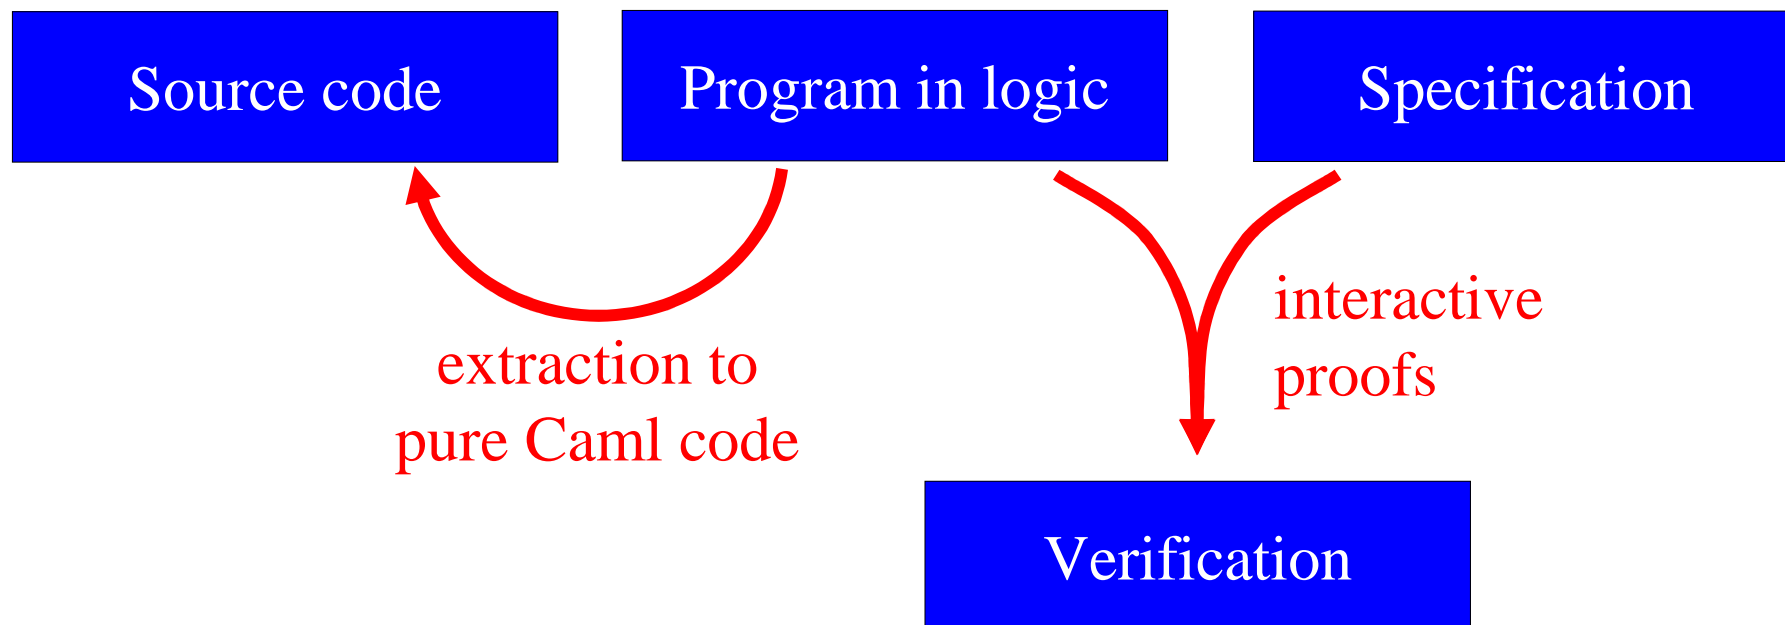 Source code
Program in logic
Specification
interactive
proofs
extraction to
pure Caml code
Verification